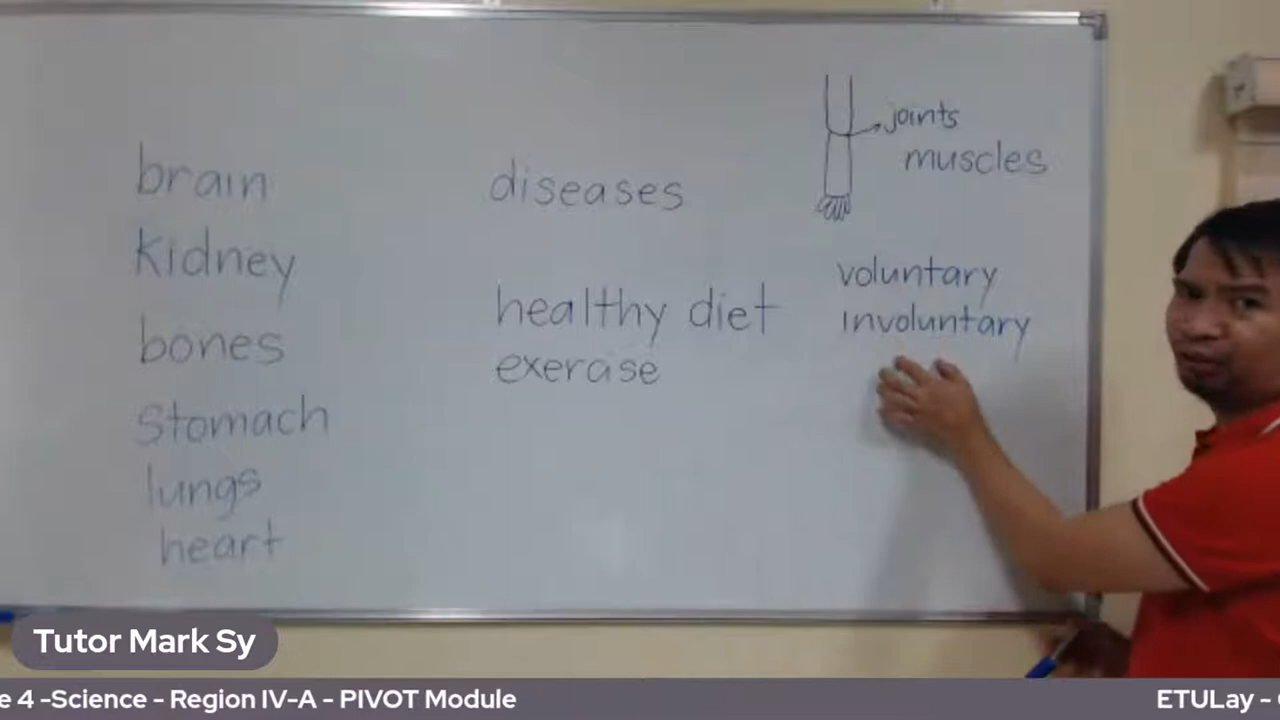 brain
kidney
bones
stomach
lungs
heart
diseases
healthy diet
exercise
joints
muscles
voluntary
involuntary
Tutor Mark Sy
e 4 -Science - Region IV-A - PIVOT Module
ETULay -